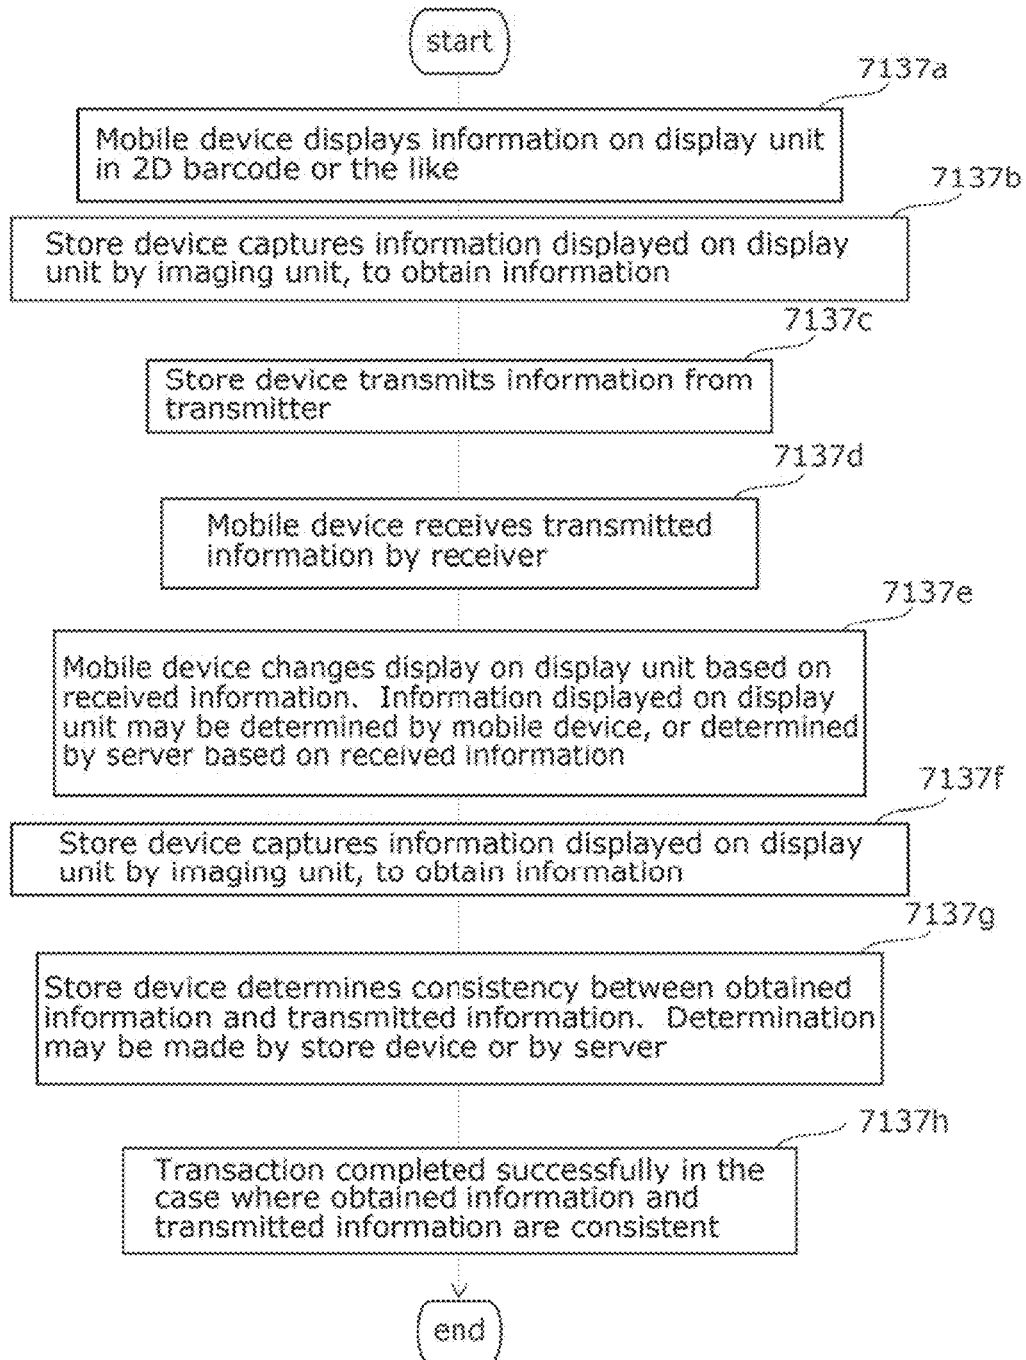 start
7137a
Mobile device displays information on display unit
in 2D barcode or the like
7137b
Store device captures information displayed on display
unit by imaging unit, to obtain information
7137c
Store device transmits information from
transmitter
7137d
Mobile device receives transmitted
information by receiver
7137e
Mobile device changes display on display unit based on
received information. Information displayed on display
unit may be determined by mobile device, or determined
by server based on received information
7137f
Store device captures information displayed on display
unit by imaging unit, to obtain information
7137g
Store device determines consistency between obtained
information and transmitted information. Determination
may be made by store device or by server
7137h
Transaction completed successfully in the
case where obtained information and
transmitted information are consistent
end